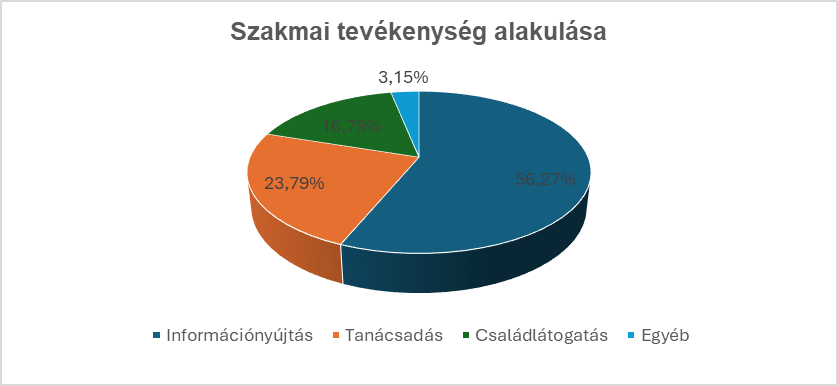 Szakmai tevékenység alakulása
3,15%
16,79%
56,27%
23,79%
Információnyújtás Tanácsadás Családlátogatás Egyéb